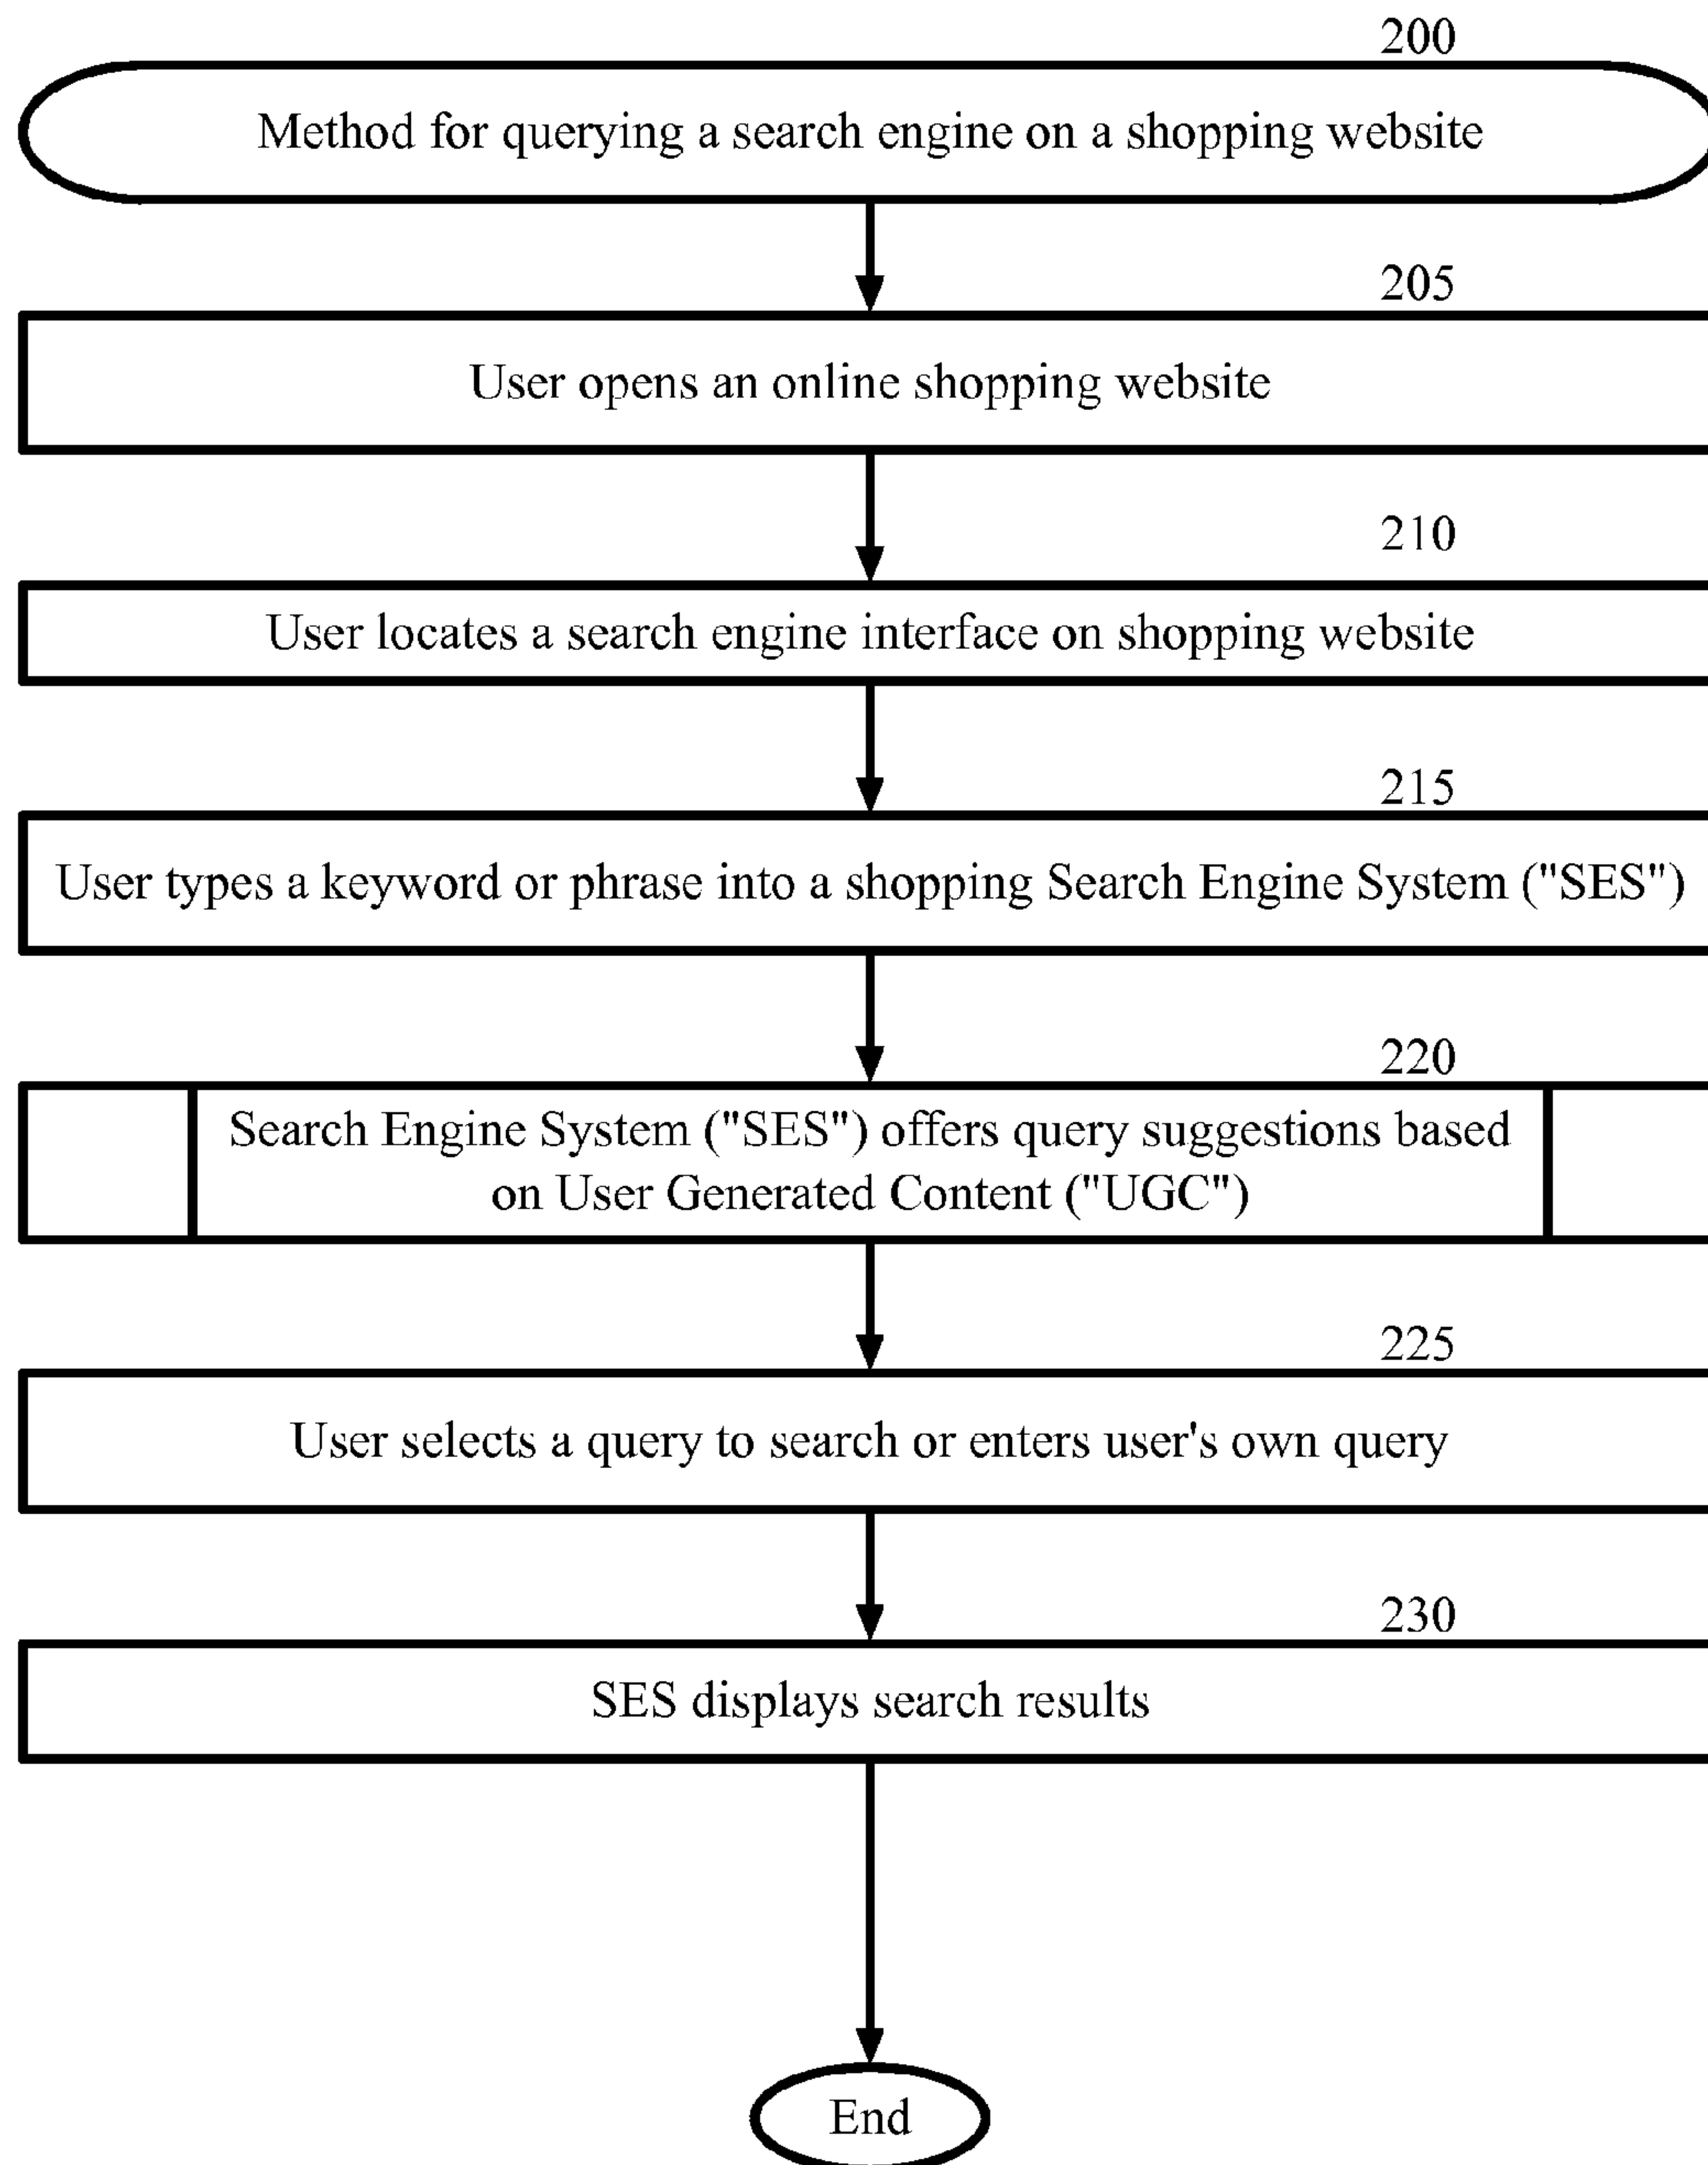 200
Method for querying a search engine on a shopping website
205
User opens an online shopping website
210
User locates a search engine interface on shopping website
215
User types a keyword or phrase into a shopping Search Engine System ("SES")
220
Search Engine System ("SES") offers query suggestions based
on User Generated Content ("UGC")
225
User selects a query to search or enters user's own query
230
SES displays search results
End